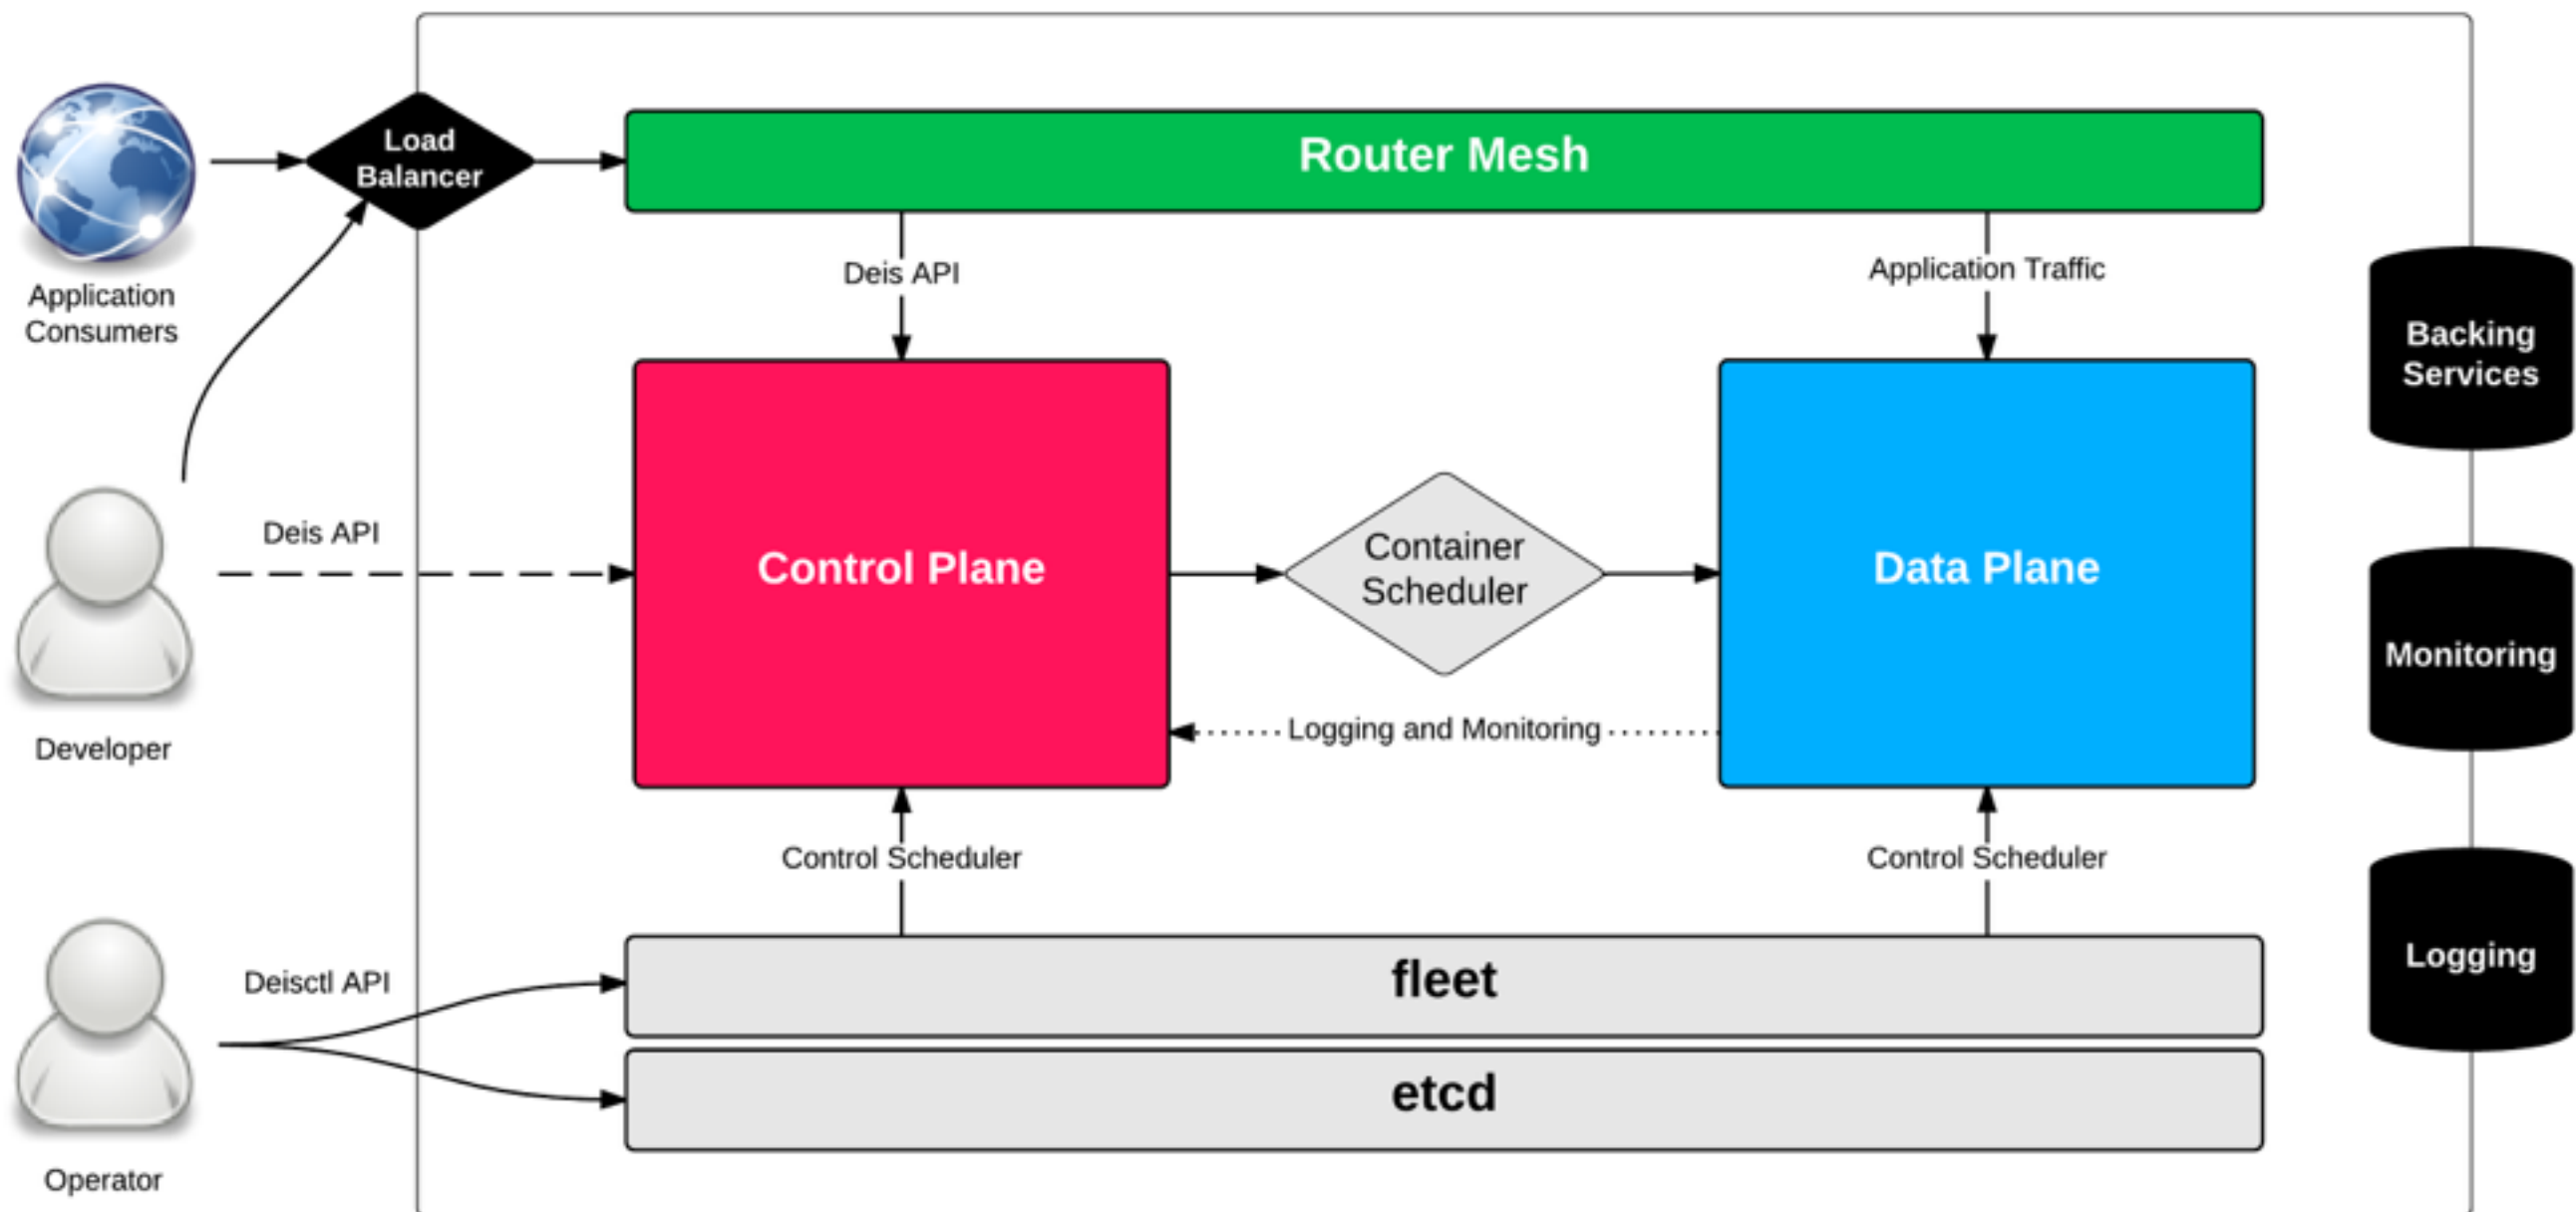 Load
Balancer
Router Mesh
Application
Consumers
Deis API
Application Traffic
Backing
Services
Deis API
Control Plane
Container
Scheduler
Data Plane
Monitoring
Logging and Monitoring
Developer
Control Scheduler
Control Scheduler
Deisctl API
fleet
Logging
etcd
Operator